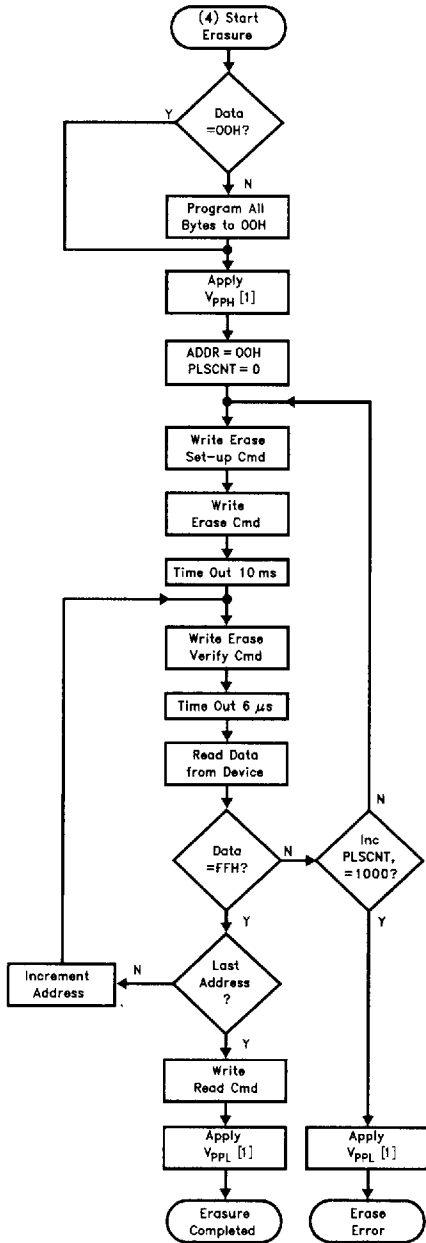 (4) Start
Erasure
Y
Data
=00H?
N
Program All
Bytes to 00H
Apply
VPPH [1]
ADDR = 00H
PLSCNT = 0
Write Erase
Set-up Cmd
Write
Erase Cmd
Time Out 10 ms
Write Erase
Verify Cmd
Time Out 6 μs
Read Data
from Device
N
Data
=FFH?
N
Inc
PLSCNT,
=1000?
Y
Y
Increment
Address
N
Last
Address
?
Y
Write
Read Cmd
Apply
VPPL [1]
Apply
VPPL [1]
Erasure
Completed
Erase
Error